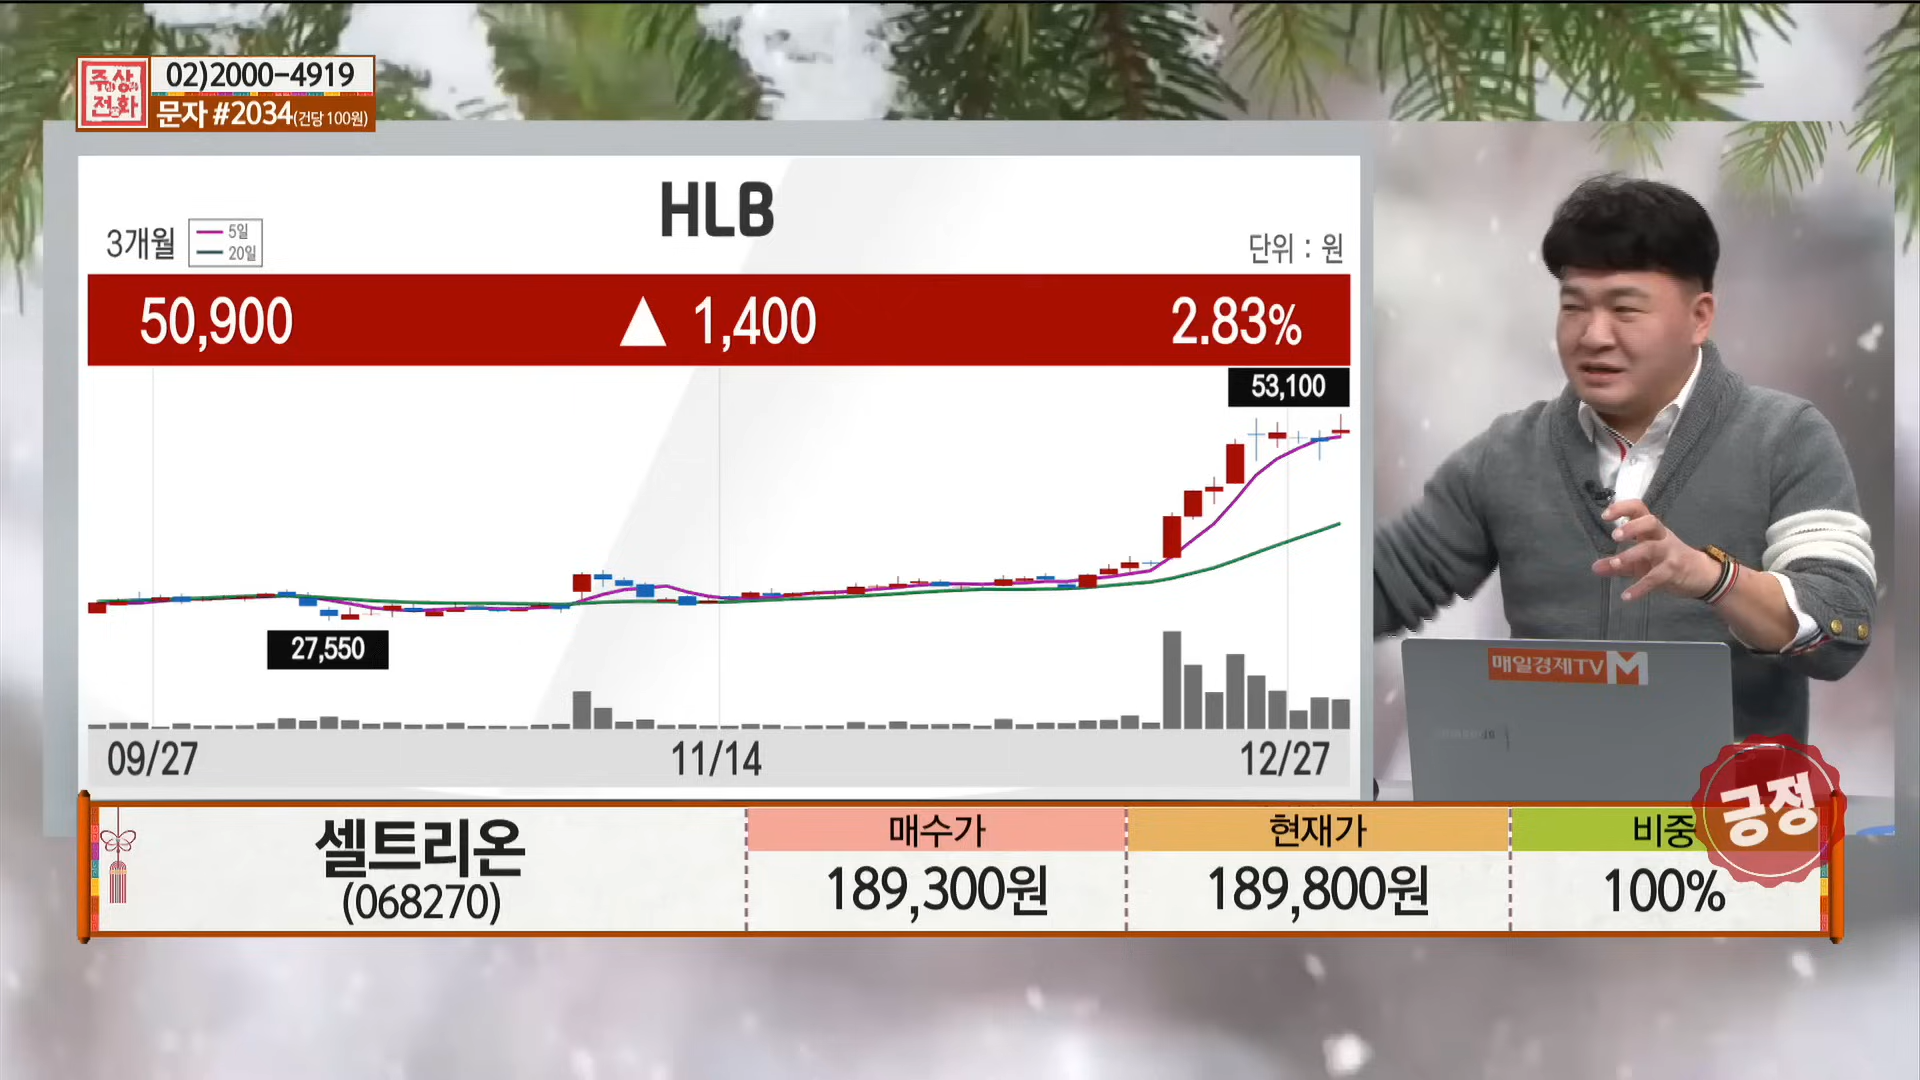 주식상담
전화
02)2000-4919
문자 #2034(건당 100원)
HLB
3개월
5일
20일
단위 : 원
50,900 ▲ 1,400 2.83%
53,100
27,550
09/27 11/14 12/27
매일경제TV M
긍정
셀트리온
(068270)
매수가
189,300원
현재가
189,800원
비중
100%